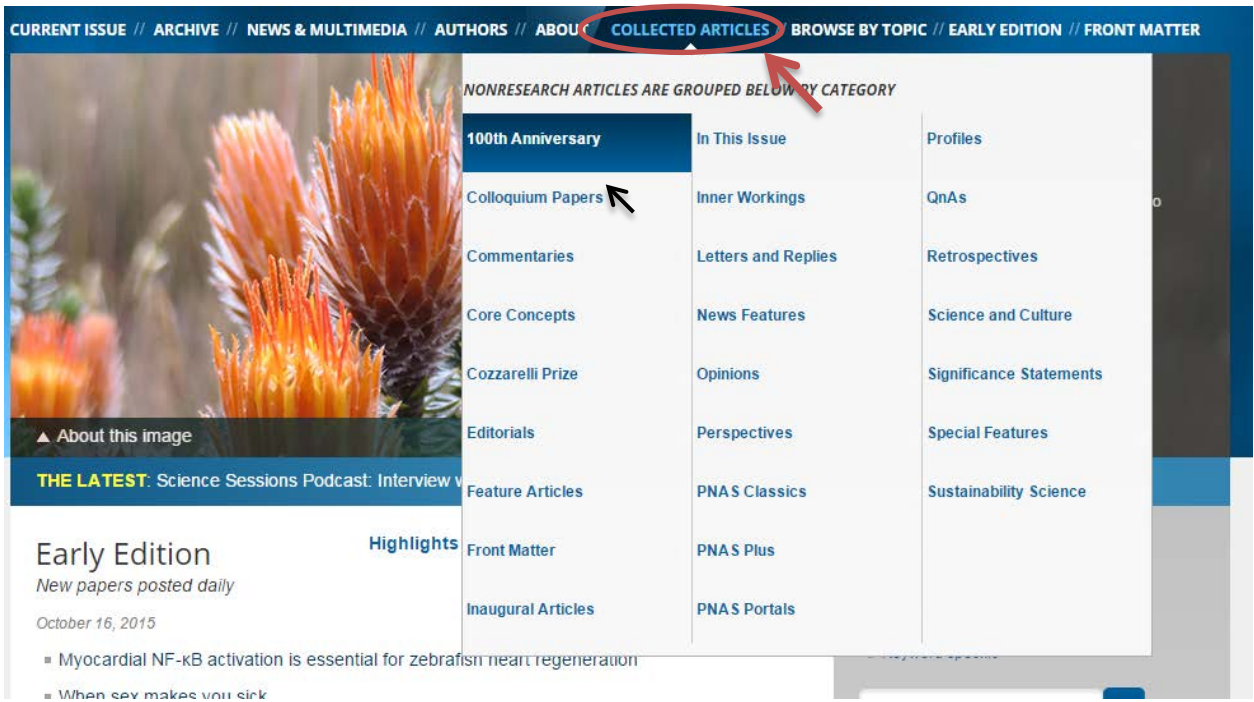 CURRENT ISSUE // ARCHIVE // NEWS & MULTIMEDIA // AUTHORS // ABOUT / COLLECTED ARTICLES // BROWSE BY TOPIC // EARLY EDITION // FRONT MATTER
NONRESEARCH ARTICLES ARE GROUPED BELOW BY CATEGORY
100th Anniversary
Colloquium Papers
Commentaries
Core Concepts
Cozzarelli Prize
Editorials
Feature Articles
Front Matter
Inaugural Articles
In This Issue
Inner Workings
Letters and Replies
News Features
Opinions
Perspectives
PNAS Classics
PNAS Plus
PNAS Portals
Profiles
QnAs
Retrospectives
Science and Culture
Significance Statements
Special Features
Sustainability Science
▲ About this image
THE LATEST: Science Sessions Podcast: Interview
Early Edition
Highlights
New papers posted daily
October 16, 2015
Myocardial NF-κB activation is essential for zebrafish heart regeneration
When sex makes you sick